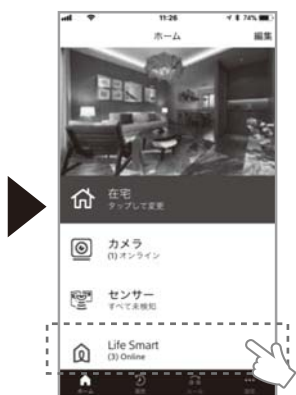 11:26
74%
ホーム
編集
在宅
タップして変更
カメラ
(1) オンライン
センサー
すべて未検知
Life Smart
(3) Online
ホーム